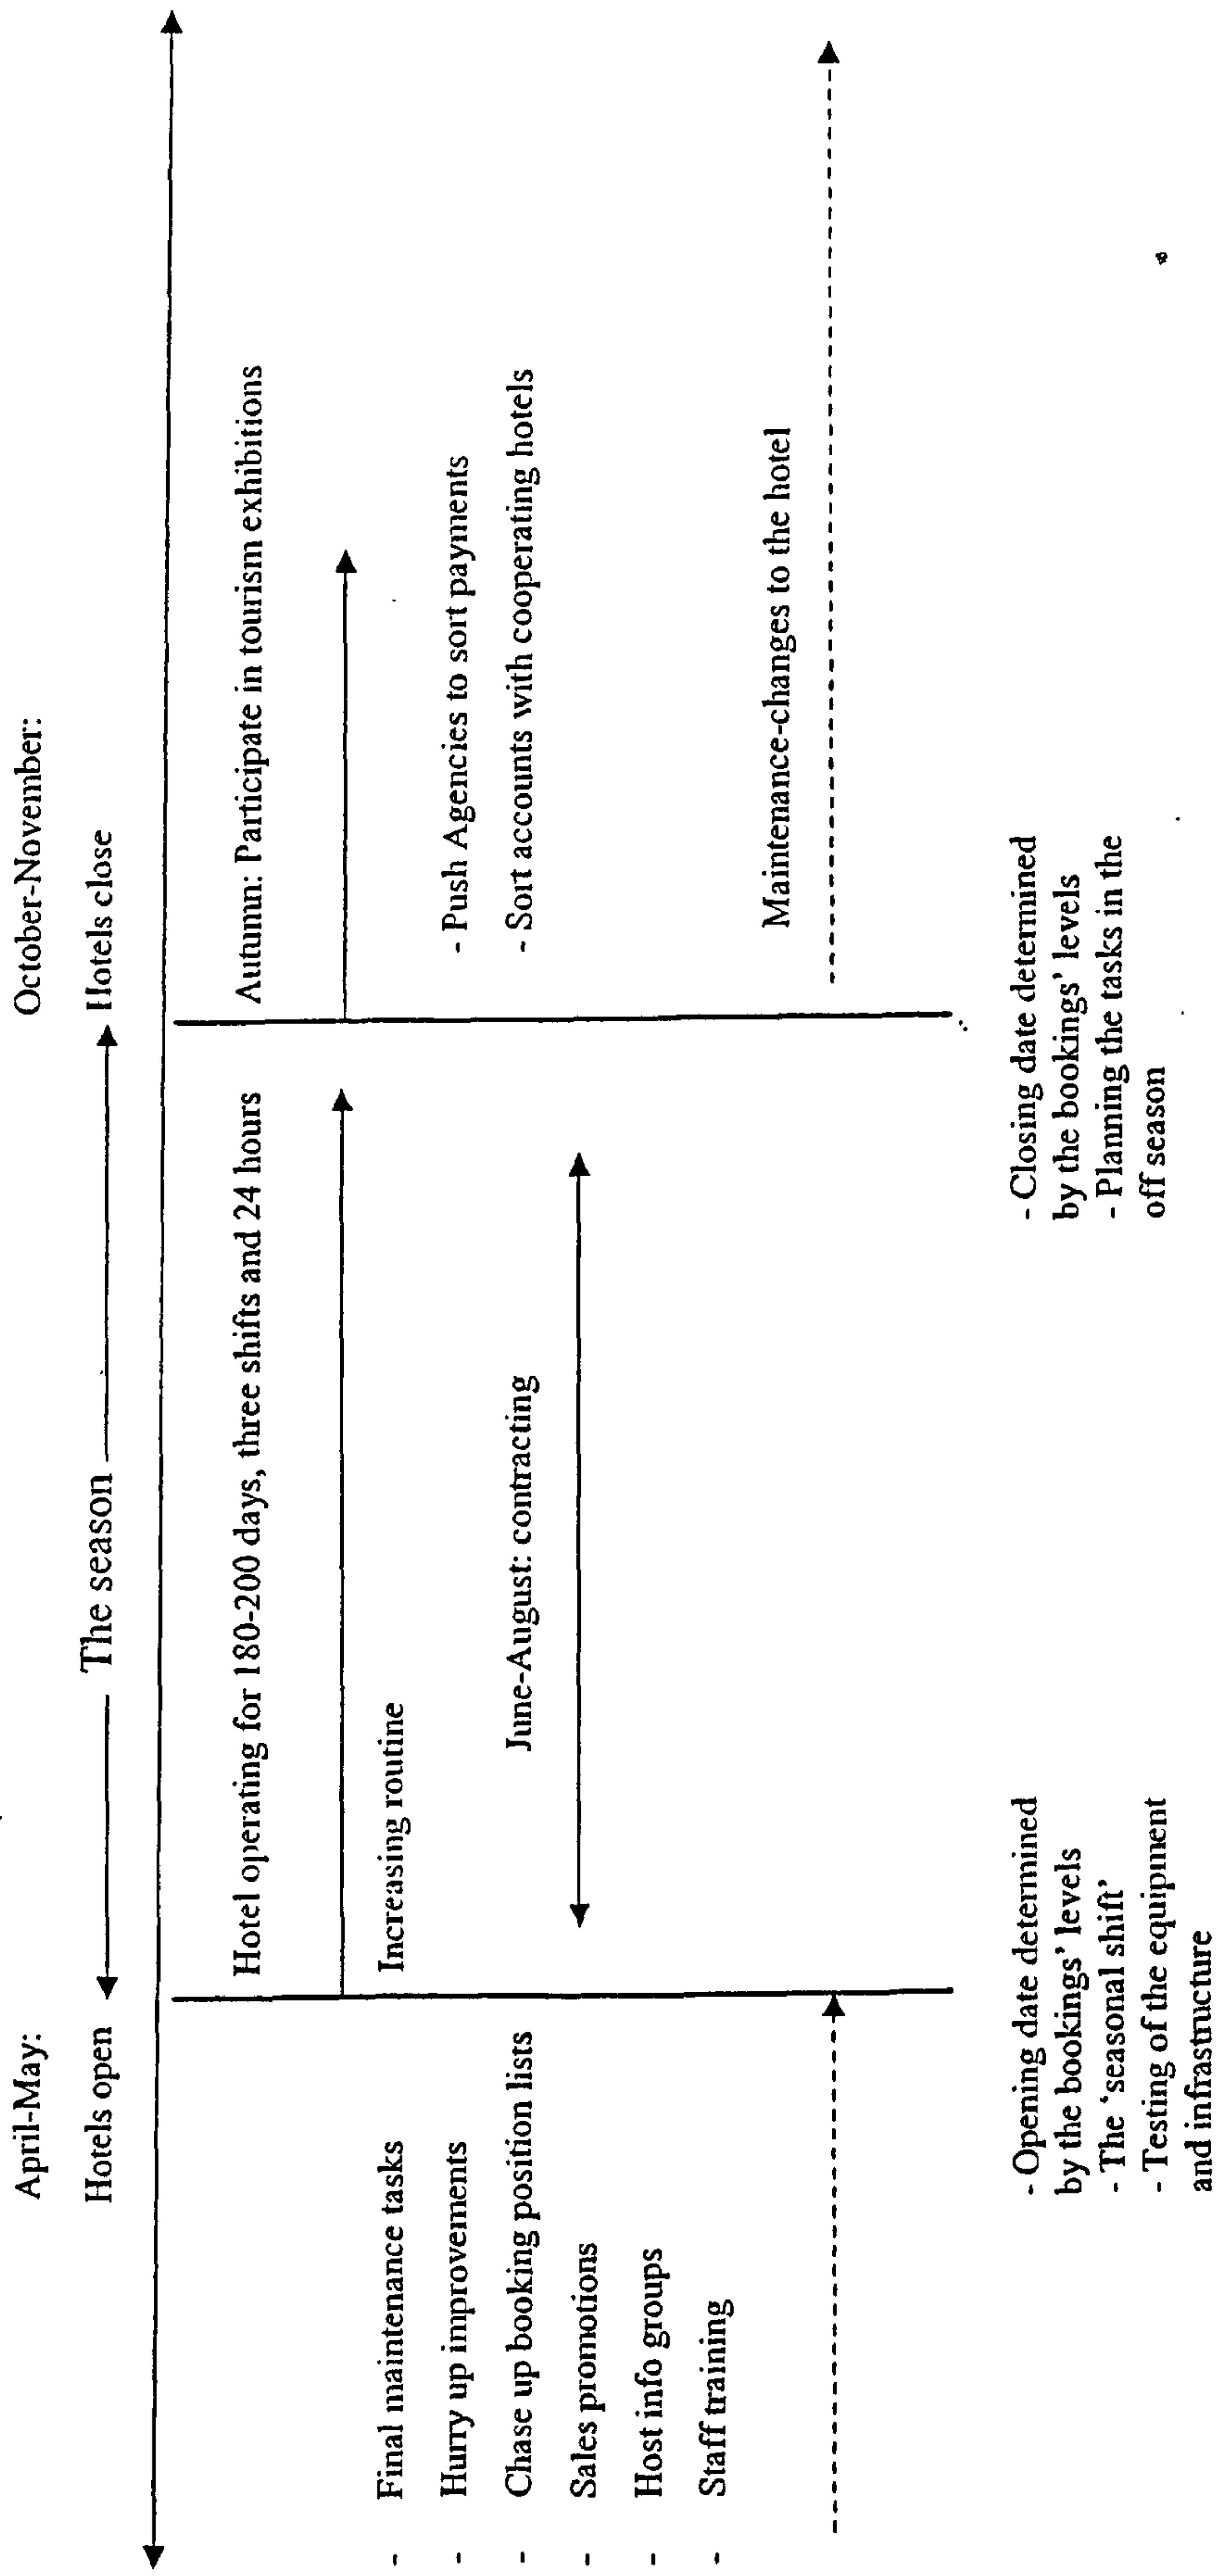 April-May:
Hotels open
The season
October-November:
Hotels close
- Final maintenance tasks
- Hurry up improvements
- Chase up booking position lists
- Sales promotions
- Host info groups
- Staff training
Hotel operating for 180-200 days, three shifts and 24 hours
Increasing routine
June-August: contracting
Autumn: Participate in tourism exhibitions
- Push Agencies to sort payments
- Sort accounts with cooperating hotels
Maintenance-changes to the hotel
- Opening date determined
by the bookings' levels
- The 'seasonal shift'
- Testing of the equipment
and infrastructure
- Closing date determined
by the bookings' levels
- Planning the tasks in the
off season